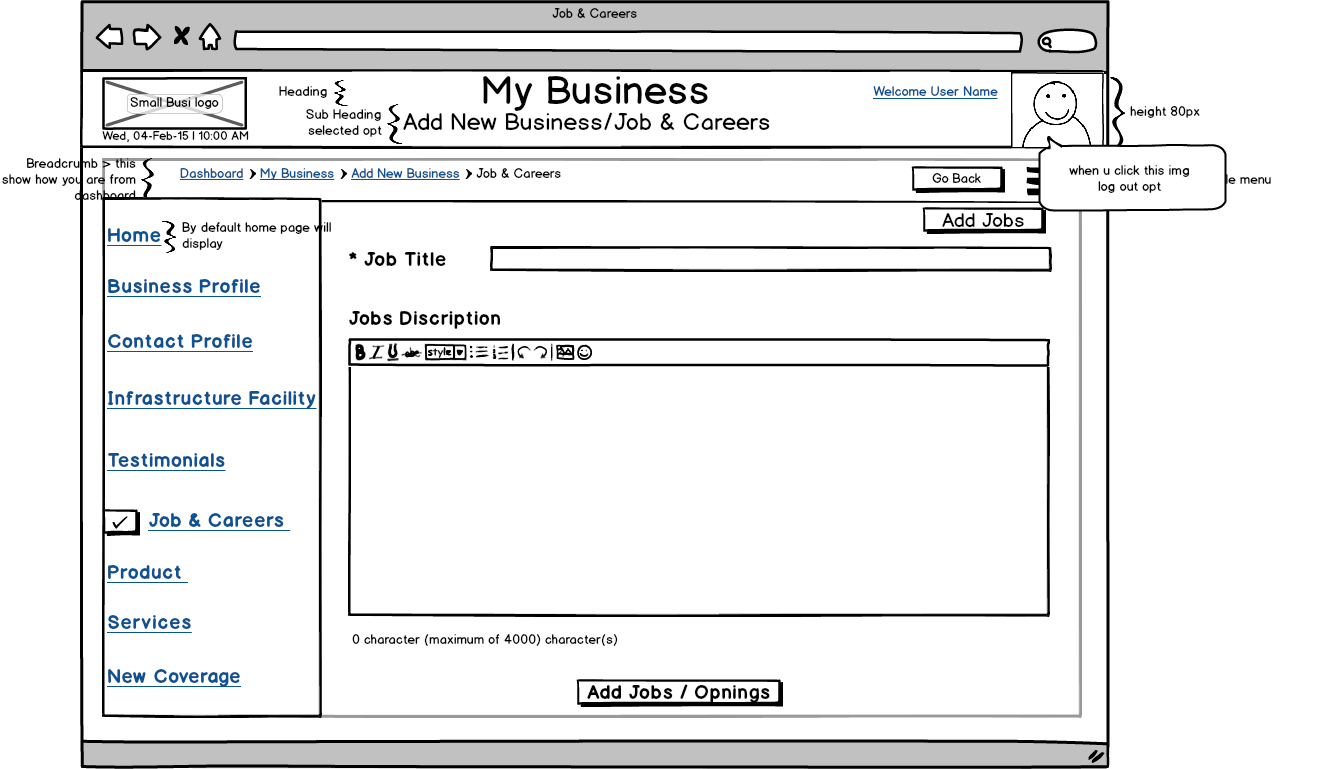 Job & Careers
Small Busi logo
Wed, 04-Feb-15 I 10:00 AM
Heading
Sub Heading
selected opt
My Business
Add New Business/Job & Careers
Welcome User Name
height 80px
when u click this img
log out opt
le menu
Breadcrumb > this
show how you are from
dashboard
Dashboard > My Business > Add New Business > Job & Careers
Go Back
Add Jobs
Home
By default home page will
display
Business Profile
Contact Profile
Infrastructure Facility
Testimonials
Job & Careers
Product
Services
New Coverage
* Job Title
Jobs Discription
B I U abc style
0 character (maximum of 4000) character(s)
Add Jobs / Opnings